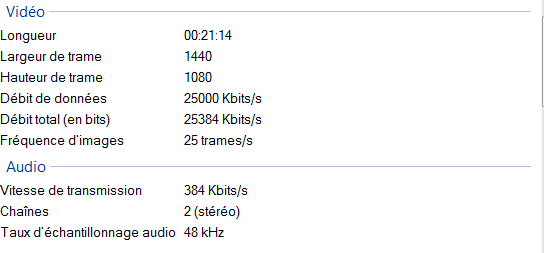 Vidéo
Longueur 00:21:14
Largeur de trame 1440
Hauteur de trame 1080
Débit de données 25000 Kbits/s
Débit total (en bits) 25384 Kbits/s
Fréquence d'images 25 trames/s
Audio
Vitesse de transmission 384 Kbits/s
Chaînes 2 (stéréo)
Taux d'échantillonnage audio 48 kHz